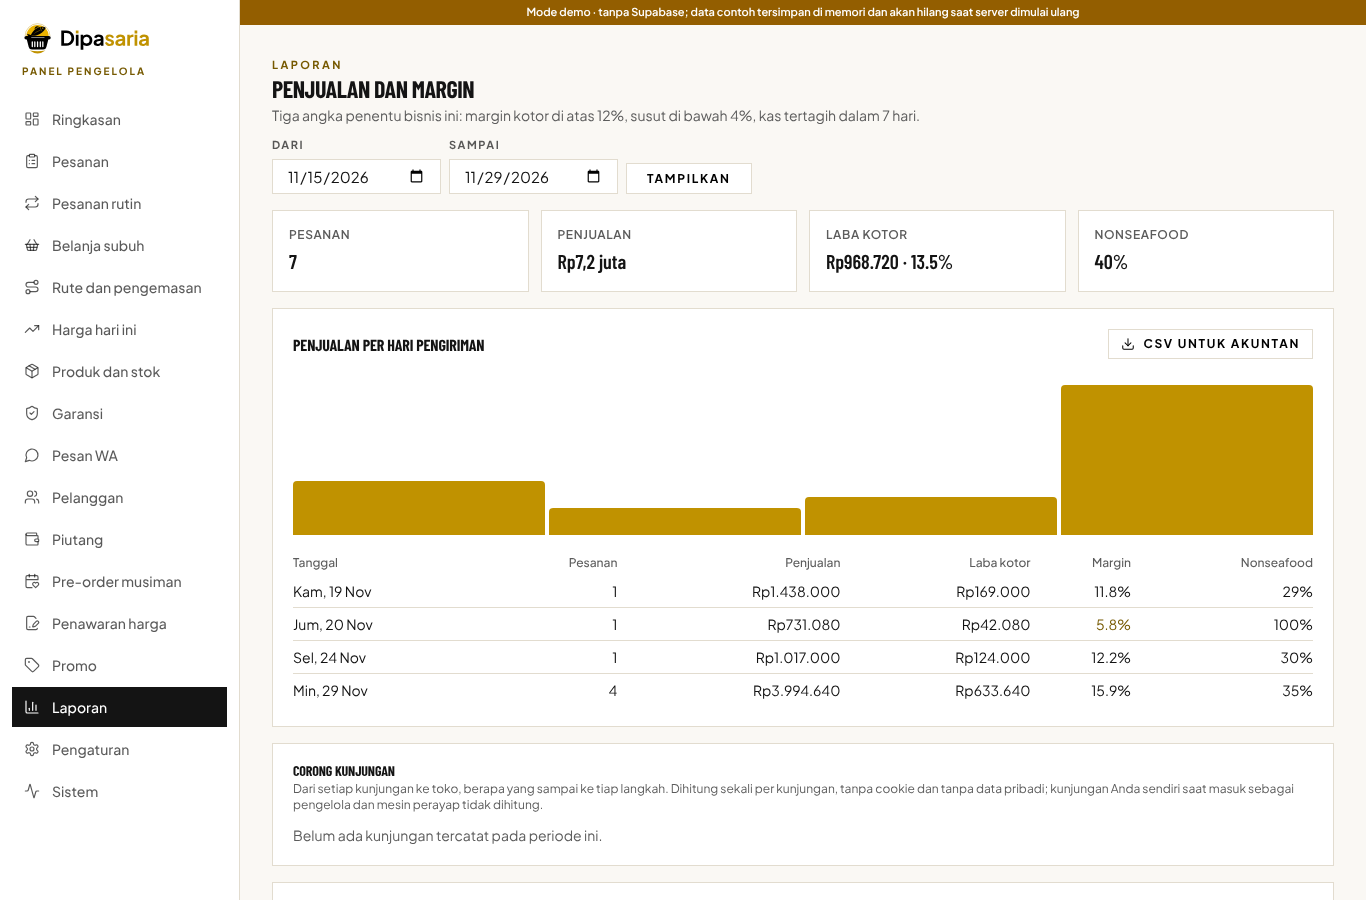 Mode demo · tanpa Supabase; data contoh tersimpan di memori dan akan hilang saat server dimulai ulang
Dipasaria
PANEL PENGELOLA
Ringkasan
Pesanan
Pesanan rutin
Belanja subuh
Rute dan pengemasan
Harga hari ini
Produk dan stok
Garansi
Pesan WA
Pelanggan
Piutang
Pre-order musiman
Penawaran harga
Promo
Laporan
Pengaturan
Sistem
LAPORAN
PENJUALAN DAN MARGIN
Tiga angka penentu bisnis ini: margin kotor di atas 12%, susut di bawah 4%, kas tertagih dalam 7 hari.
DARI SAMPAI
11/15/2026 11/29/2026 TAMPILKAN
PESANAN PENJUALAN LABA KOTOR NONSEAFOOD
7 Rp7,2 juta Rp968.720 · 13.5% 40%
PENJUALAN PER HARI PENGIRIMAN CSV UNTUK AKUNTAN
Tanggal Pesanan Penjualan Laba kotor Margin Nonseafood
Kam, 19 Nov 1 Rp1.438.000 Rp169.000 11.8% 29%
Jum, 20 Nov 1 Rp731.080 Rp42.080 5.8% 100%
Sel, 24 Nov 1 Rp1.017.000 Rp124.000 12.2% 30%
Min, 29 Nov 4 Rp3.994.640 Rp633.640 15.9% 35%
CORONG KUNJUNGAN
Dari setiap kunjungan ke toko, berapa yang sampai ke tiap langkah. Dihitung sekali per kunjungan, tanpa cookie dan tanpa data pribadi; kunjungan Anda sendiri saat masuk sebagai
pengelola dan mesin perayap tidak dihitung.
Belum ada kunjungan tercatat pada periode ini.